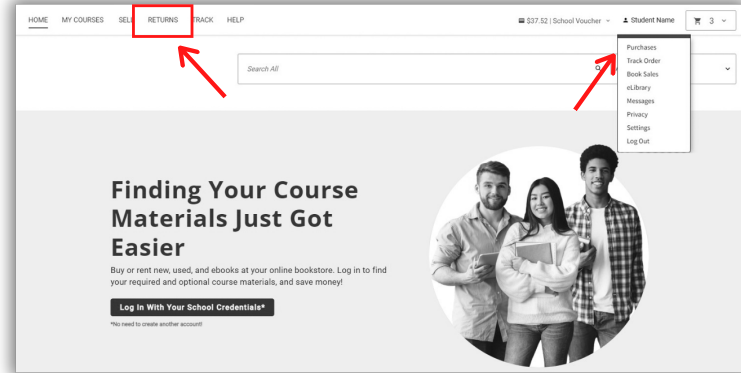 HOME MY COURSES SELL RETURNS TRACK HELP
$37.52 | School Voucher Student Name 3
Search All
Purchases
Track Order
Book Sales
eLibrary
Messages
Privacy
Settings
Log Out
Finding Your Course
Materials Just Got
Easier
Buy or rent new, used, and ebooks at your online bookstore. Log in to find
your required and optional course materials, and save money!
Log In With Your School Credentials*
*No need to create another account!